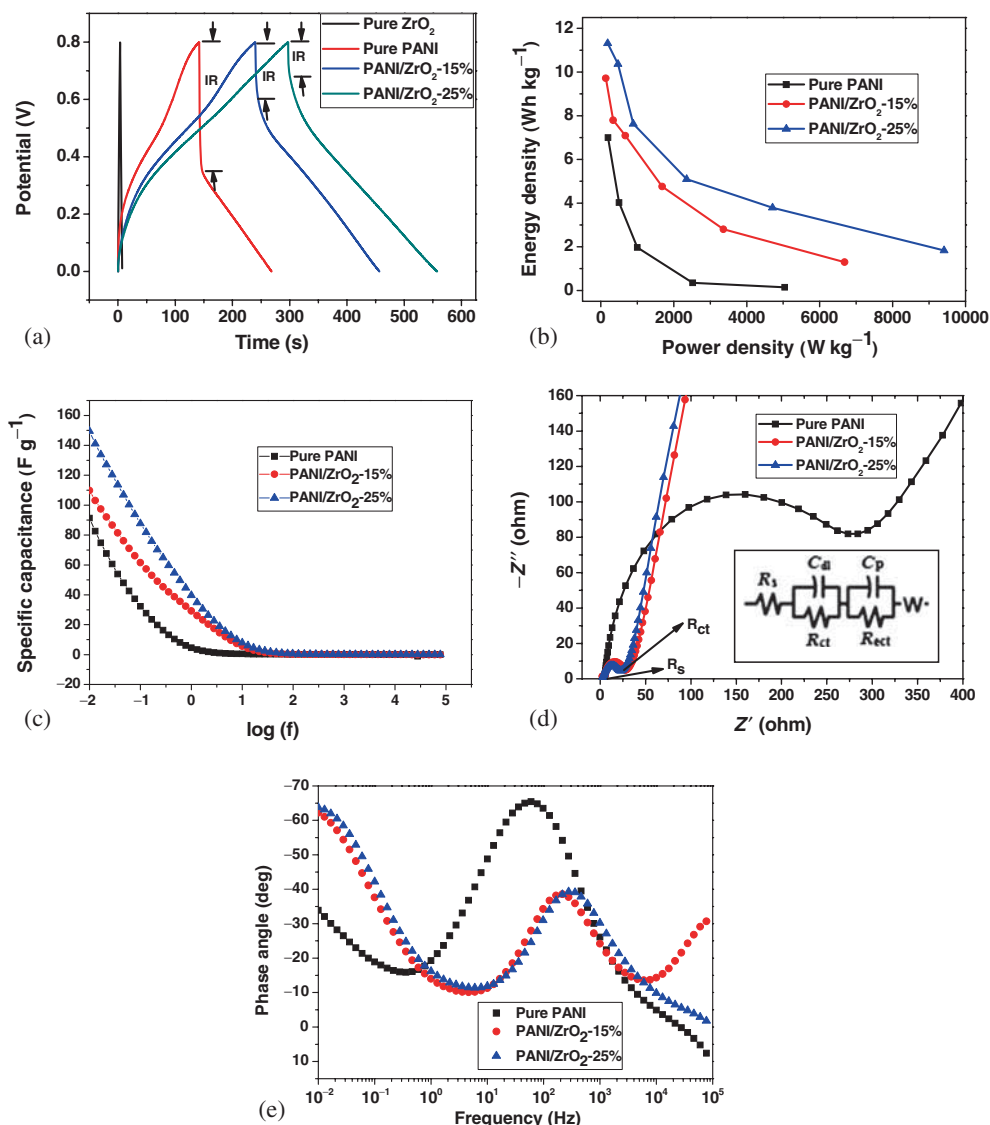 Pure ZrO₂
Pure PANI
PANI/ZrO₂-15%
PANI/ZrO₂-25%
IR
IR
IR
0.8
0.6
0.4
0.2
0.0
Potential (V)
0 100 200 300 400 500 600
Time (s)
(a)
12
11
10
8
6
4
2
0
Energy density (Wh kg⁻¹)
Pure PANI
PANI/ZrO₂-15%
PANI/ZrO₂-25%
0 2000 4000 6000 8000 10000
Power density (W kg⁻¹)
(b)
160
140
120
100
80
60
40
20
0
−20
Specific capacitance (F g⁻¹)
Pure PANI
PANI/ZrO2-15%
PANI/ZrO2-25%
−2 −1 0 1 2 3 4 5
log (f)
(c)
160
140
120
100
80
60
40
20
0
−Z″ (ohm)
Pure PANI
PANI/ZrO₂-15%
PANI/ZrO₂-25%
Rct
Rs
Cdl Cp
Rs W
Rct Rect
0 25 50 75 100 150 200 250 300 350 400
Z′ (ohm)
(d)
−70
−60
−50
−40
−30
−20
−10
0
10
Phase angle (deg)
Pure PANI
PANI/ZrO₂-15%
PANI/ZrO₂-25%
10⁻² 10⁻¹ 10⁰ 10¹ 10² 10³ 10⁴ 10⁵
Frequency (Hz)
(e)